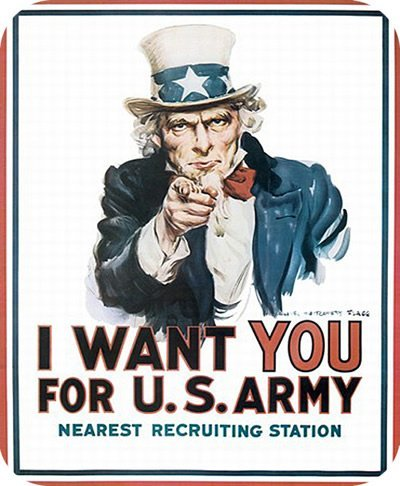 I WANT YOU
FOR U.S. ARMY
NEAREST RECRUITING STATION